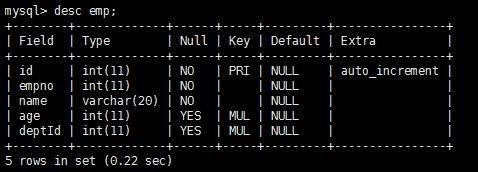 mysql> desc emp;
+--------+-------------+------+-----+---------+----------------+
| Field | Type | Null | Key | Default | Extra |
+--------+-------------+------+-----+---------+----------------+
| id | int(11) | NO | PRI | NULL | auto_increment |
| empno | int(11) | NO | | NULL | |
| name | varchar(20) | NO | | NULL | |
| age | int(11) | YES | MUL | NULL | |
| deptId | int(11) | YES | MUL | NULL | |
+--------+-------------+------+-----+---------+----------------+
5 rows in set (0.22 sec)